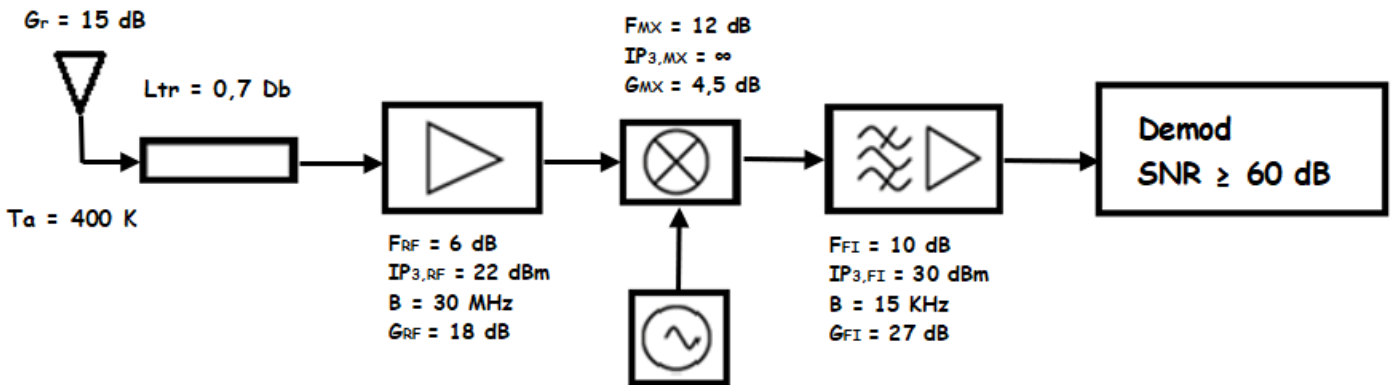 Gr = 15 dB
Ltr = 0,7 Db
Ta = 400 K
FRF = 6 dB
IP3,RF = 22 dBm
B = 30 MHz
GRF = 18 dB
FMX = 12 dB
IP3,MX = ∞
GMX = 4,5 dB
FFI = 10 dB
IP3,FI = 30 dBm
B = 15 KHz
GFI = 27 dB
Demod
SNR ≥ 60 dB